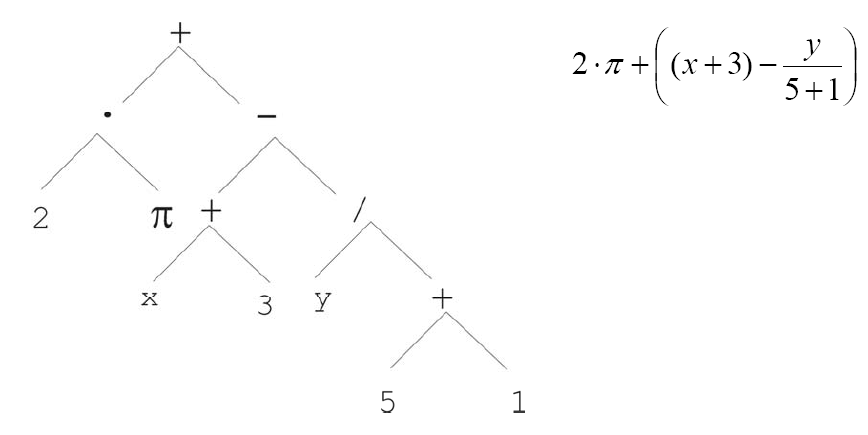 +
2 · π + ( (x + 3) − y / (5 + 1) )
· −
2 π + /
x 3 y +
5 1